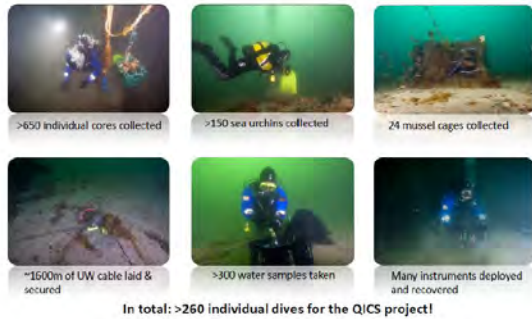 >650 individual cores collected
>150 sea urchins collected
24 mussel cages collected
~1600m of UW cable laid &
secured
>300 water samples taken
Many instruments deployed
and recovered
In total: >260 individual dives for the QICS project!